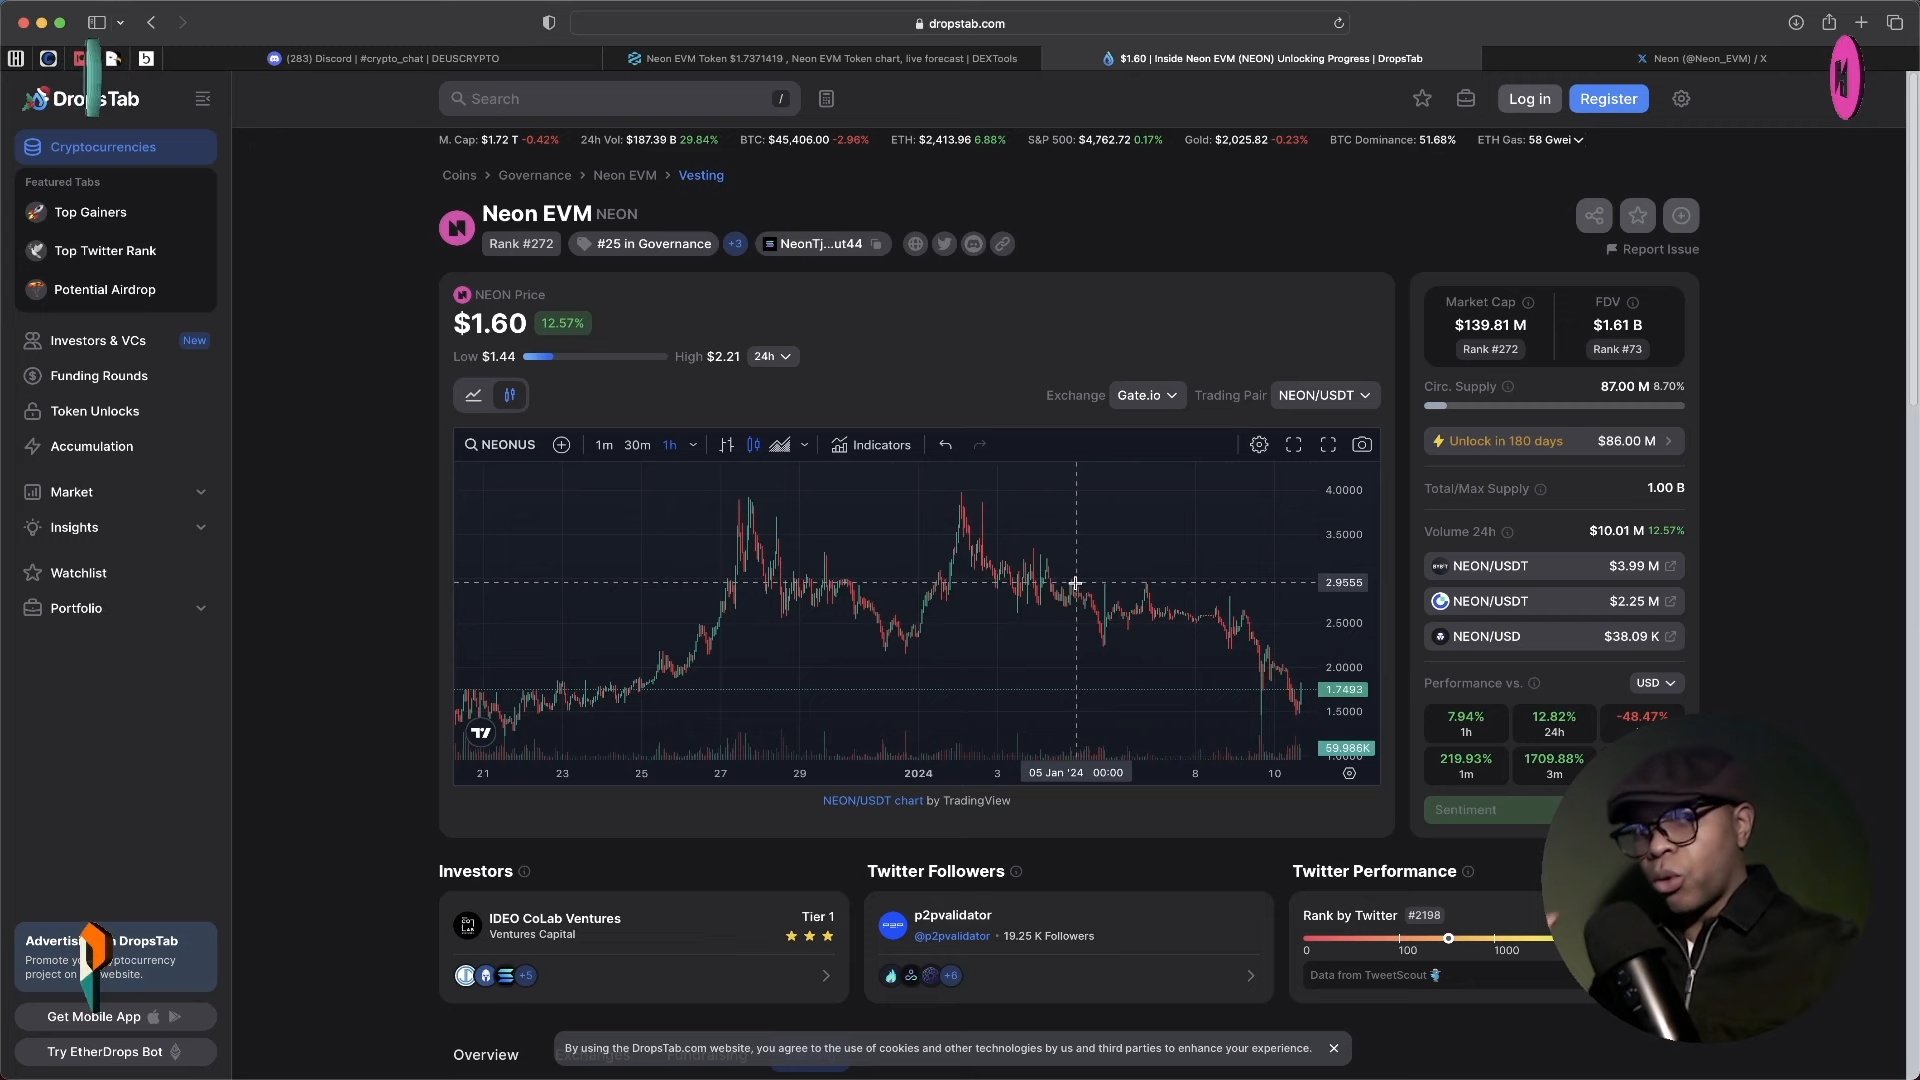 dropstab.com
(283) Discord | #crypto_chat | DEUSCRYPTO
Neon EVM Token $1.7371419 , Neon EVM Token chart, live forecast | DEXTools
$1.60 | Inside Neon EVM (NEON) Unlocking Progress | DropsTab
Neon (@Neon_EVM) / X
DropsTab
Search
/
Log in
Register
M. Cap: $1.72 T -0.42%
24h Vol: $187.39 B 29.84%
BTC: $45,406.00 -2.96%
ETH: $2,413.96 6.88%
S&P 500: $4,762.72 0.17%
Gold: $2,025.82 -0.23%
BTC Dominance: 51.68%
ETH Gas: 58 Gwei
Cryptocurrencies
Featured Tabs
Top Gainers
Top Twitter Rank
Potential Airdrop
Investors & VCs New
Funding Rounds
Token Unlocks
Accumulation
Market
Insights
Watchlist
Portfolio
Coins > Governance > Neon EVM > Vesting
Neon EVM NEON
Rank #272
#25 in Governance
+3
NeonTj...ut44
Report Issue
NEON Price
$1.60 12.57%
Low $1.44
High $2.21
24h
Exchange Gate.io
Trading Pair NEON/USDT
NEONUS
1m 30m 1h
Indicators
4.0000
3.5000
2.9555
2.5000
2.0000
1.7493
1.5000
59.986K
21 23 25 27 29 2024 3 05 Jan '24 00:00 8 10
NEON/USDT chart by TradingView
Market Cap
$139.81 M
Rank #272
FDV
$1.61 B
Rank #73
Circ. Supply 87.00 M 8.70%
Unlock in 180 days $86.00 M
Total/Max Supply 1.00 B
Volume 24h $10.01 M 12.57%
NEON/USDT $3.99 M
NEON/USDT $2.25 M
NEON/USD $38.09 K
Performance vs. USD
7.94% 12.82% -48.47%
1h 24h
219.93% 1709.88%
1m 3m
Sentiment
Investors
IDEO CoLab Ventures
Ventures Capital
Tier 1
+5
Twitter Followers
p2pvalidator
@p2pvalidator • 19.25 K Followers
+6
Twitter Performance
Rank by Twitter #2198
0 100 1000
Data from TweetScout
Overview
By using the DropsTab.com website, you agree to the use of cookies and other technologies by us and third parties to enhance your experience.
Get Mobile App
Try EtherDrops Bot